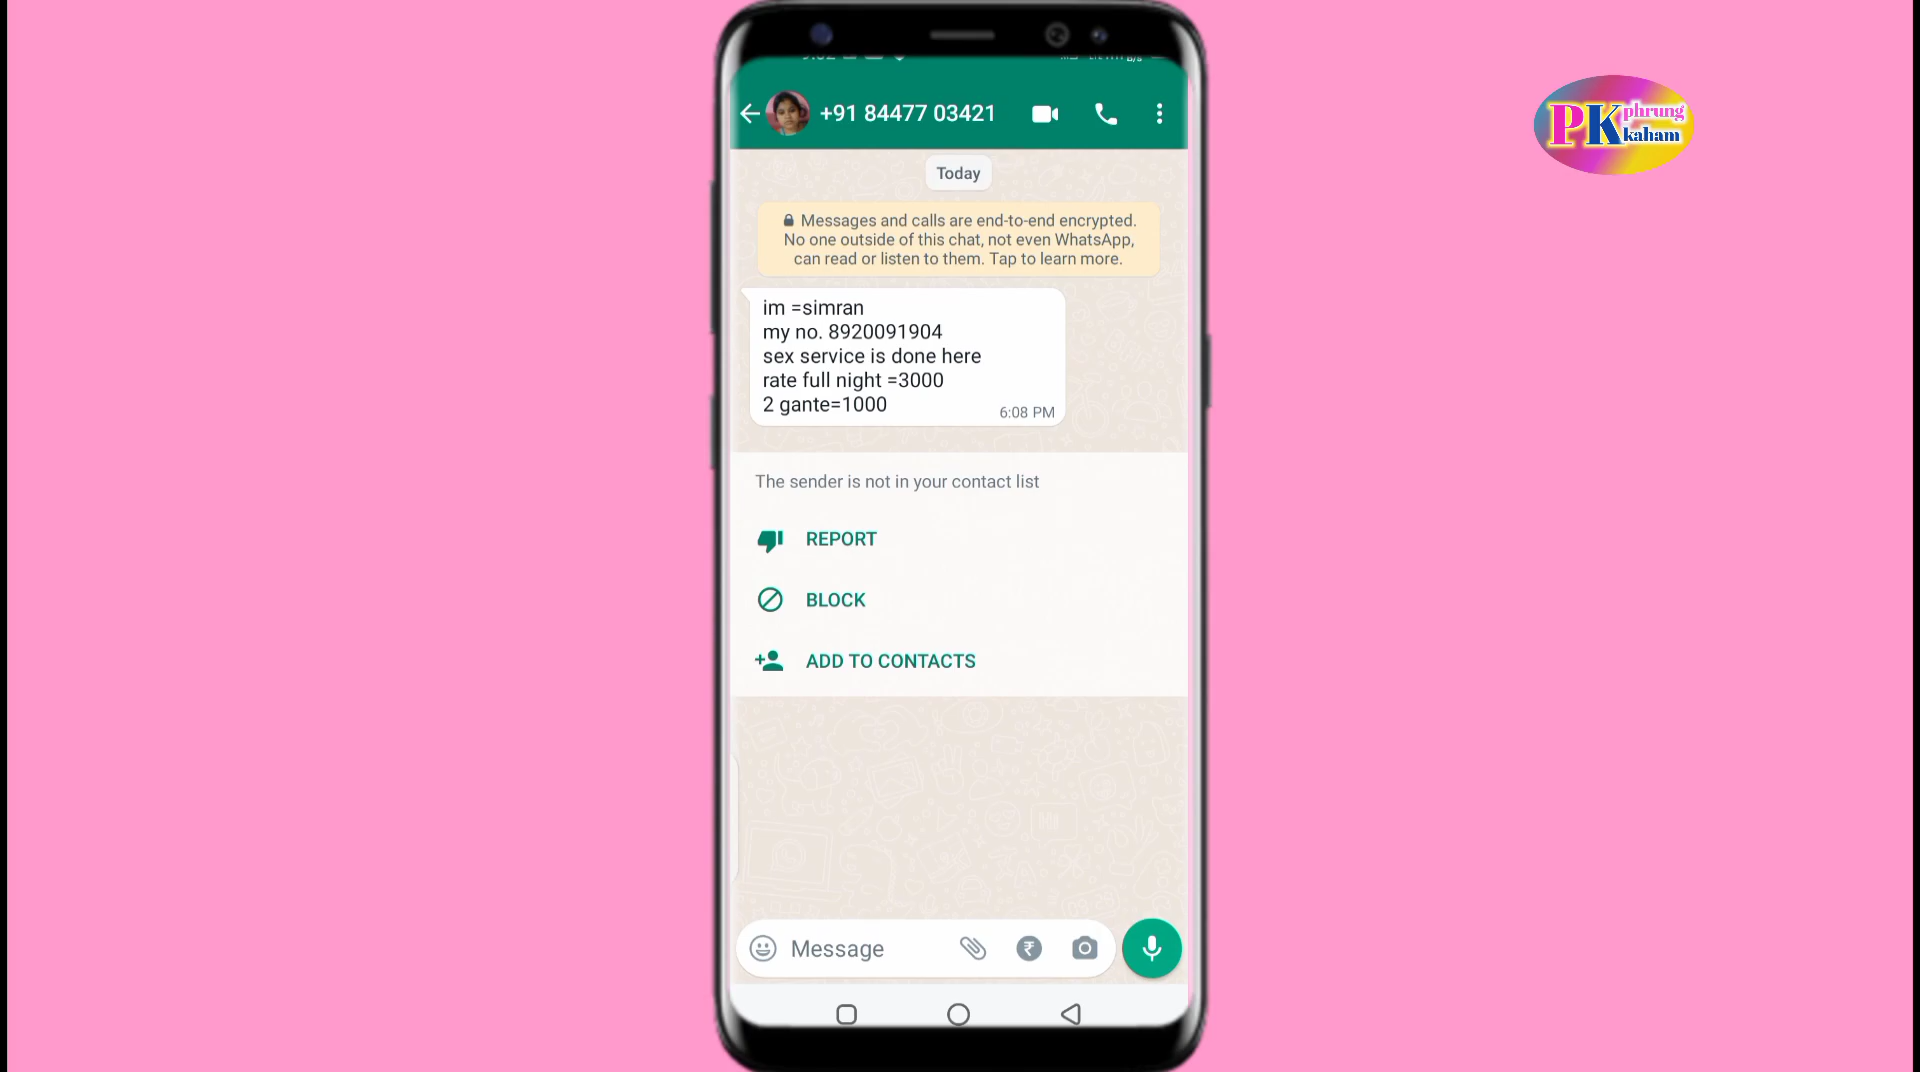 PK phrung
kaham
+91 84477 03421
Today
Messages and calls are end-to-end encrypted.
No one outside of this chat, not even WhatsApp,
can read or listen to them. Tap to learn more.
im =simran
my no. 8920091904
sex service is done here
rate full night =3000
2 gante=1000
6:08 PM
The sender is not in your contact list
REPORT
BLOCK
ADD TO CONTACTS
Message